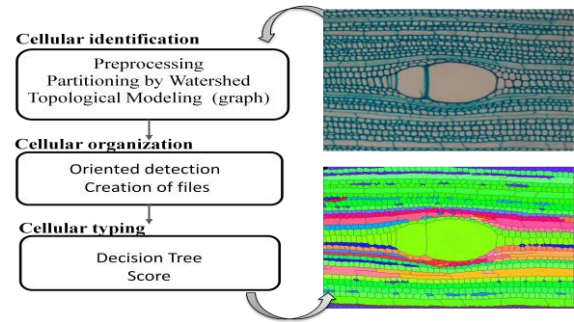 Cellular identification
Preprocessing
Partitioning by Watershed
Topological Modeling (graph)
Cellular organization
Oriented detection
Creation of files
Cellular typing
Decision Tree
Score